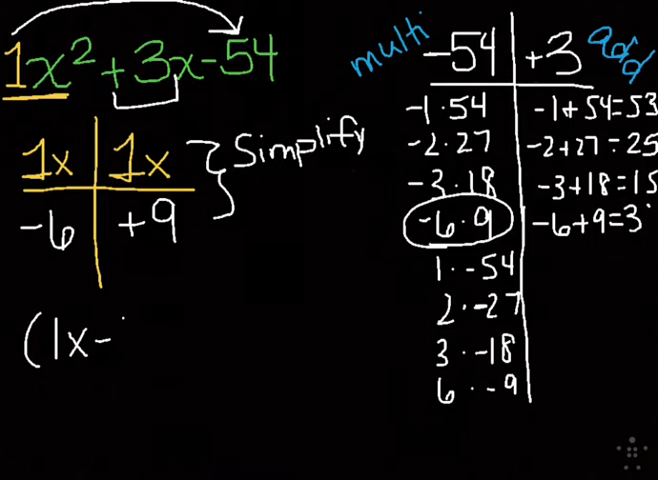 1x² + 3x - 54
1x | 1x } Simplify
-6 | +9
(1x-
multi -54 | +3 add
-1 · 54 | -1 + 54 = 53
-2 · 27 | -2 + 27 = 25
-3 · 18 | -3 + 18 = 15
-6 · 9 | -6 + 9 = 3
1 · -54
2 · -27
3 · -18
6 · -9